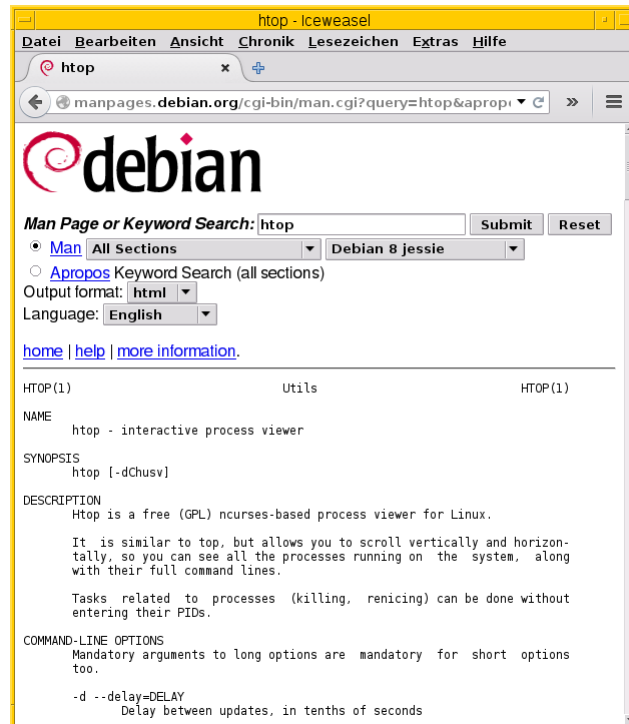 htop - Iceweasel
Datei Bearbeiten Ansicht Chronik Lesezeichen Extras Hilfe
htop
manpages.debian.org/cgi-bin/man.cgi?query=htop&aprop
debian
Man Page or Keyword Search: htop Submit Reset
Man All Sections Debian 8 jessie
Apropos Keyword Search (all sections)
Output format: html
Language: English
home | help | more information.
HTOP(1) Utils HTOP(1)
NAME
htop - interactive process viewer
SYNOPSIS
htop [-dChusv]
DESCRIPTION
Htop is a free (GPL) ncurses-based process viewer for Linux.
It is similar to top, but allows you to scroll vertically and horizon-
tally, so you can see all the processes running on the system, along
with their full command lines.
Tasks related to processes (killing, renicing) can be done without
entering their PIDs.
COMMAND-LINE OPTIONS
Mandatory arguments to long options are mandatory for short options
too.
-d --delay=DELAY
Delay between updates, in tenths of seconds